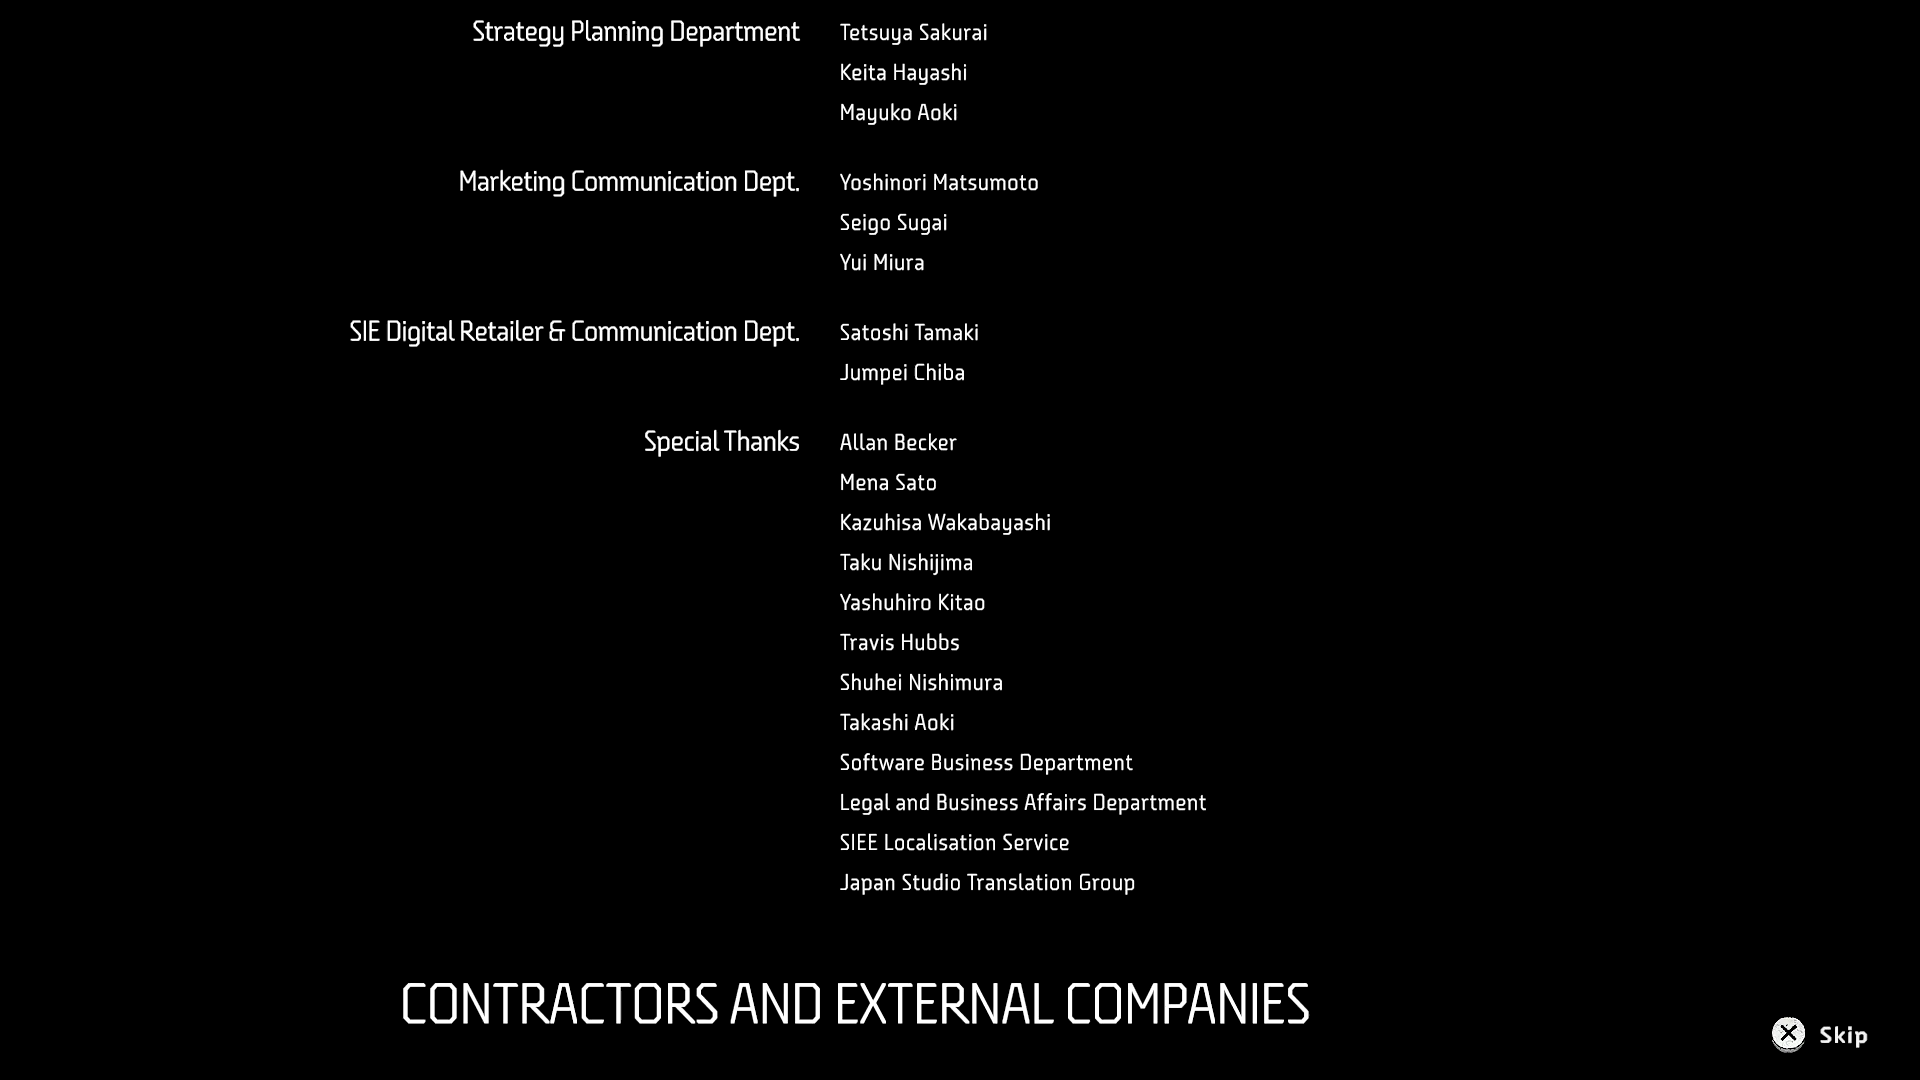 Strategy Planning Department Tetsuya Sakurai
Keita Hayashi
Mayuko Aoki
Marketing Communication Dept. Yoshinori Matsumoto
Seigo Sugai
Yui Miura
SIE Digital Retailer & Communication Dept. Satoshi Tamaki
Jumpei Chiba
Special Thanks Allan Becker
Mena Sato
Kazuhisa Wakabayashi
Taku Nishijima
Yashuhiro Kitao
Travis Hubbs
Shuhei Nishimura
Takashi Aoki
Software Business Department
Legal and Business Affairs Department
SIEE Localisation Service
Japan Studio Translation Group
CONTRACTORS AND EXTERNAL COMPANIES
Skip